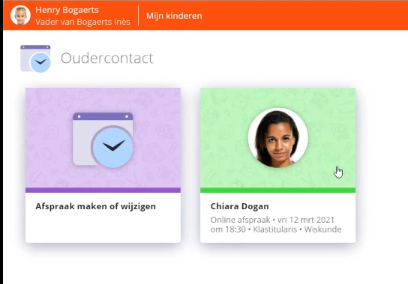 Henry Bogaerts
Vader van Bogaerts Inès
Mijn kinderen
Oudercontact
Afspraak maken of wijzigen
Chiara Dogan
Online afspraak • vri 12 mrt 2021
om 18:30 • Klastitularis • Wiskunde